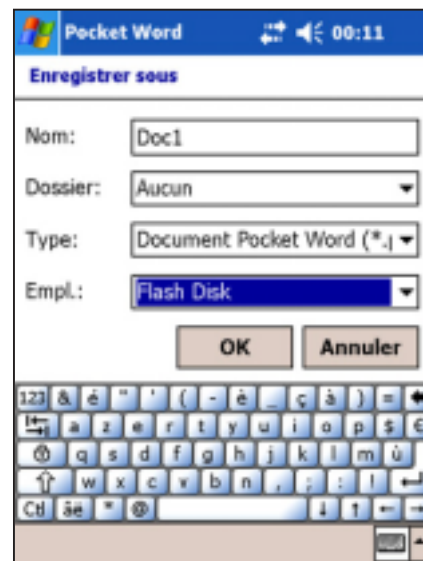 Pocket Word 00:11
Enregistrer sous
Nom: Doc1
Dossier: Aucun
Type: Document Pocket Word (*.
Empl.: Flash Disk
OK Annuler
123 & é " ' ( - è _ ç à ) =
a z e r t y u i o p $ €
q s d f g h j k l m ù
w x c v b n , ; : !
Ctl áë * @